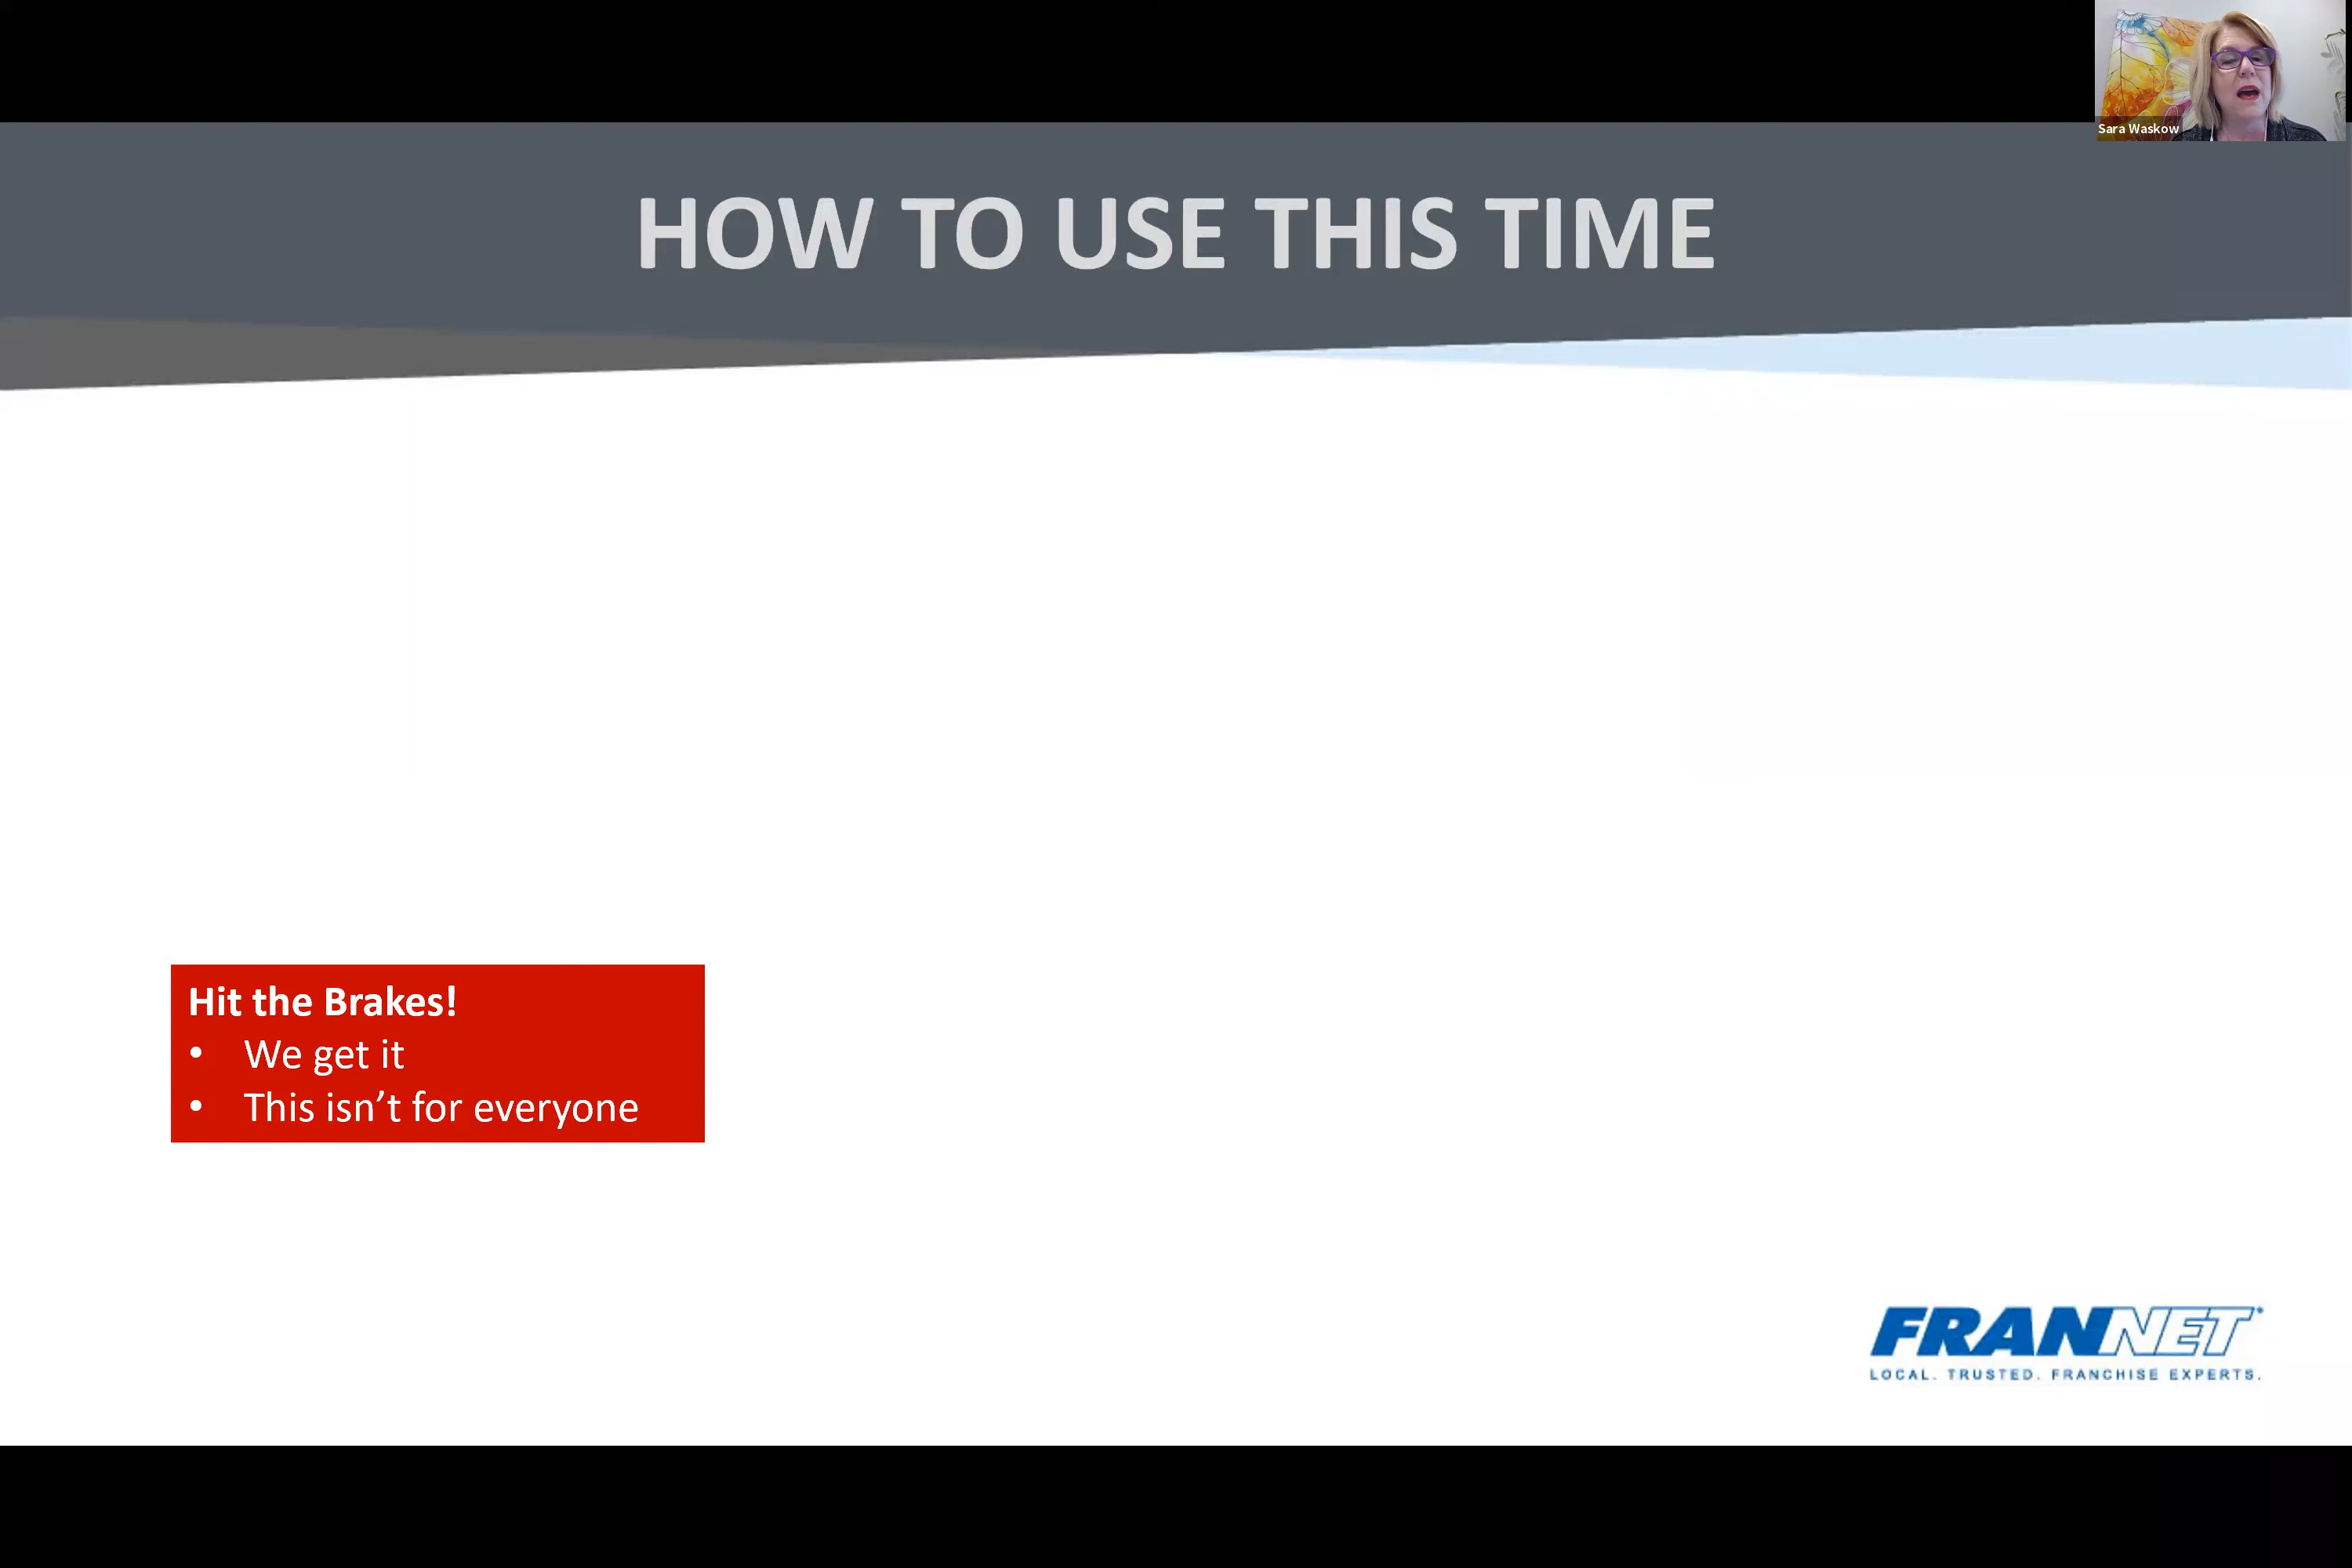 Sara Waskow
HOW TO USE THIS TIME
Hit the Brakes!
• We get it
• This isn’t for everyone
FRANNET
LOCAL. TRUSTED. FRANCHISE EXPERTS.